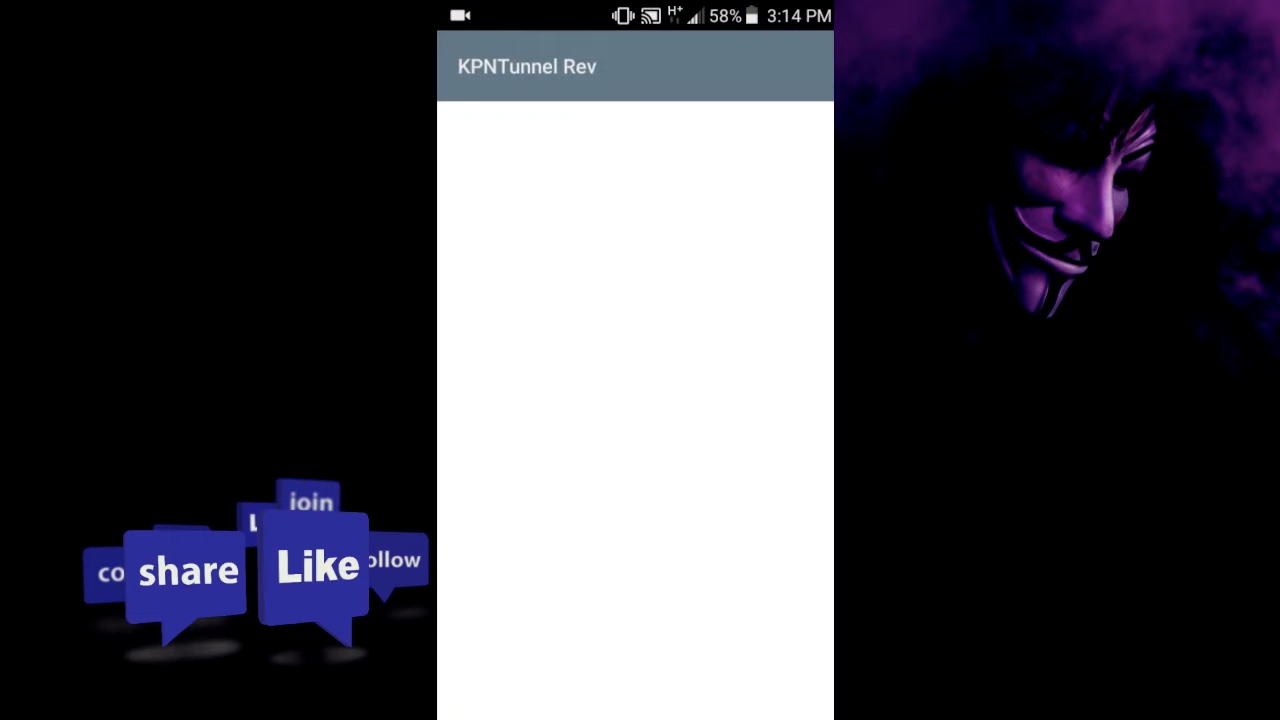 H+ 58% 3:14 PM
KPNTunnel Rev
join
L
co share Like ollow